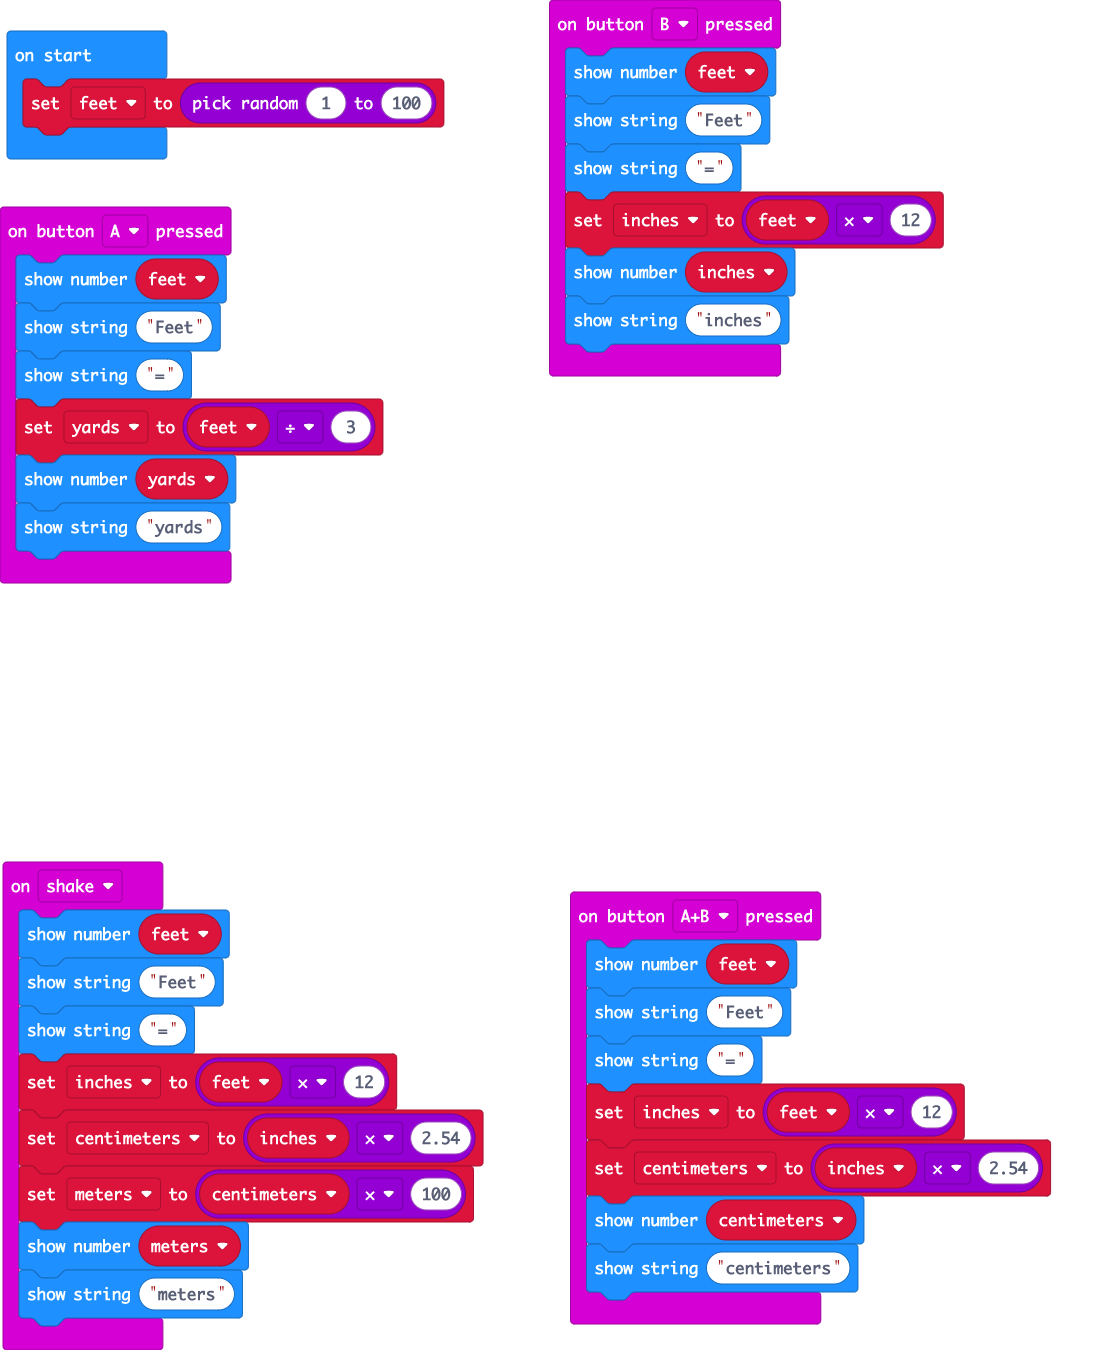 on start
set feet to pick random 1 to 100
on button A pressed
show number feet
show string "Feet"
show string "="
set yards to feet ÷ 3
show number yards
show string "yards"
on button B pressed
show number feet
show string "Feet"
show string "="
set inches to feet × 12
show number inches
show string "inches"
on shake
show number feet
show string "Feet"
show string "="
set inches to feet × 12
set centimeters to inches × 2.54
set meters to centimeters × 100
show number meters
show string "meters"
on button A+B pressed
show number feet
show string "Feet"
show string "="
set inches to feet × 12
set centimeters to inches × 2.54
show number centimeters
show string "centimeters"